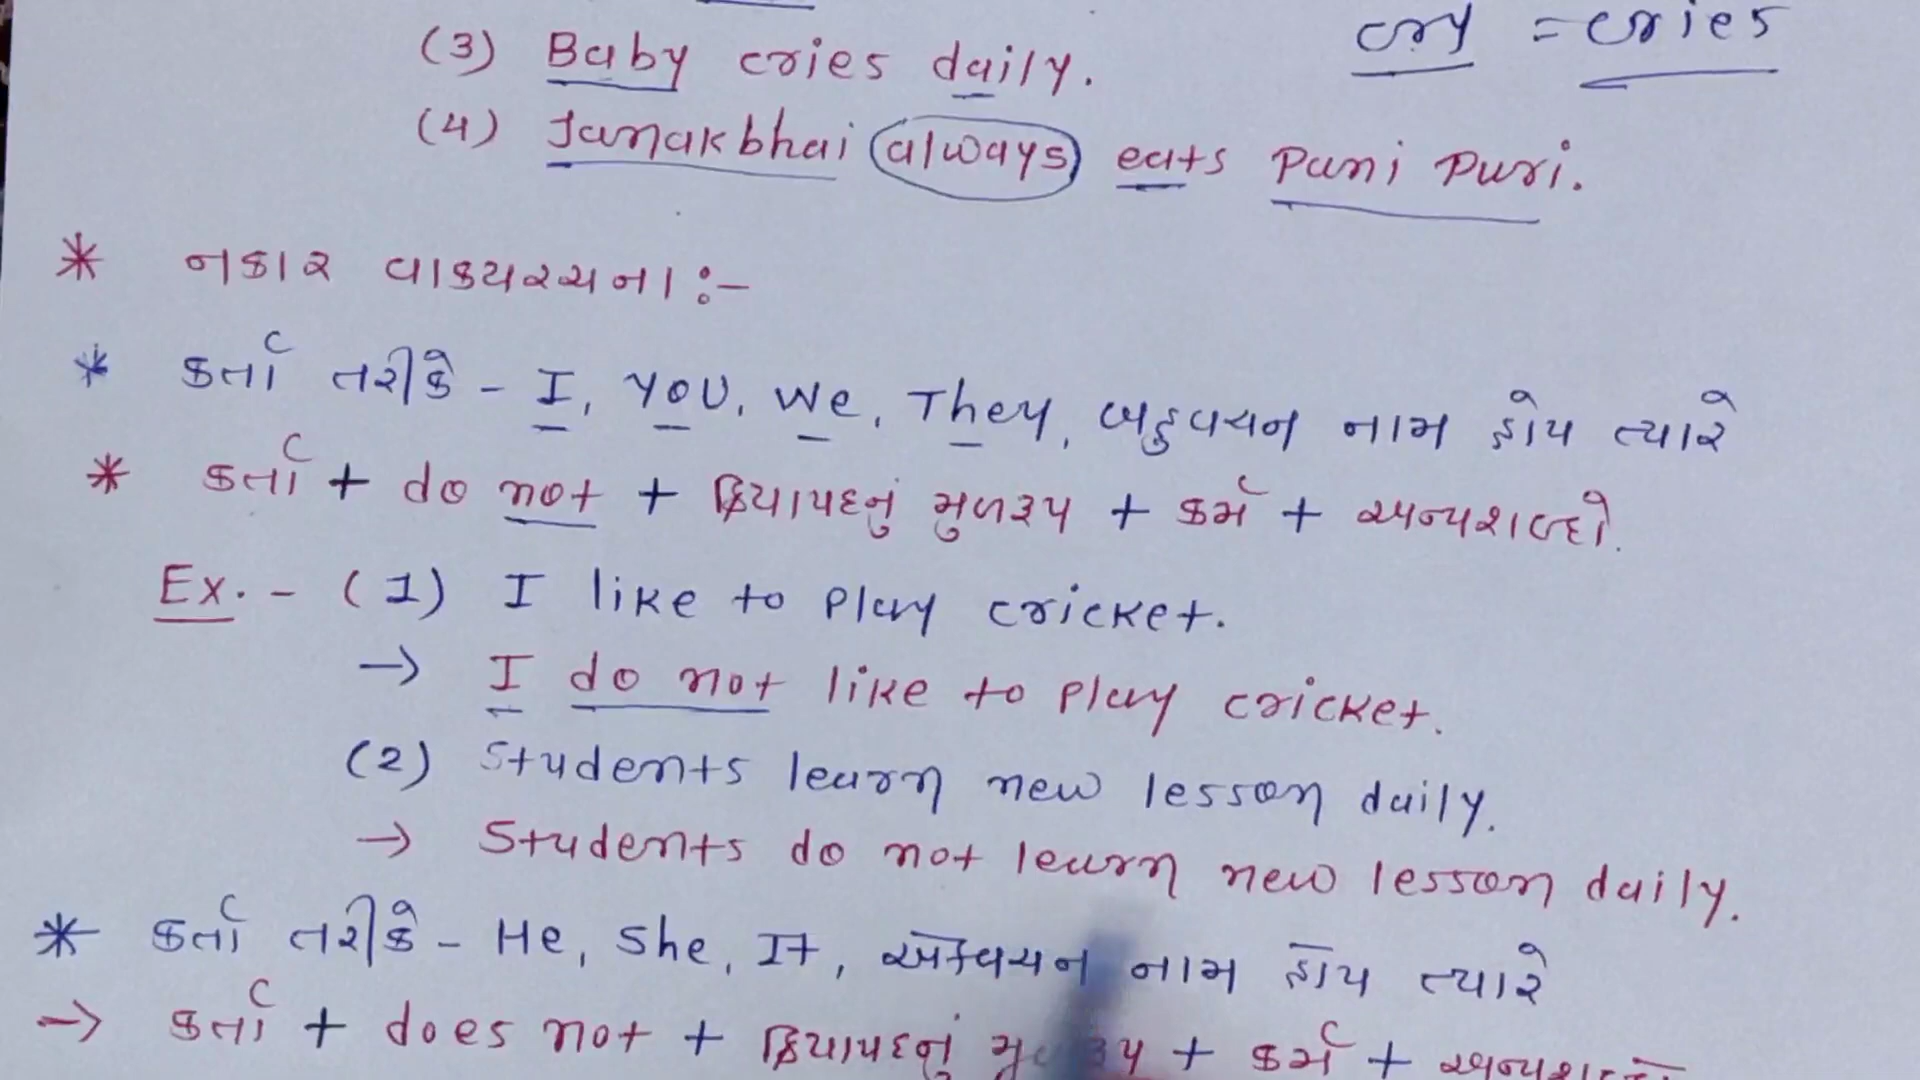 cry = cries
(3) Baby cries daily.
(4) Janakbhai always eats Pani Puri.
* નકાર વાક્યરચના :-
* કર્તા તરીકે - I, YOU, We, They, બહુવચન નામ હોય ત્યારે
* કર્તા + do not + ક્રિયાપદનું મુળરૂપ + કર્મ + અન્યશબ્દો.
Ex. - (1) I like to play cricket.
→ I do not like to play cricket.
(2) Students learn new lesson daily.
→ Students do not learn new lesson daily.
* કર્તા તરીકે - He, She, It, એકવચન નામ હોય ત્યારે
→ કર્તા + does not + ક્રિયાપદનું + કર્મ +